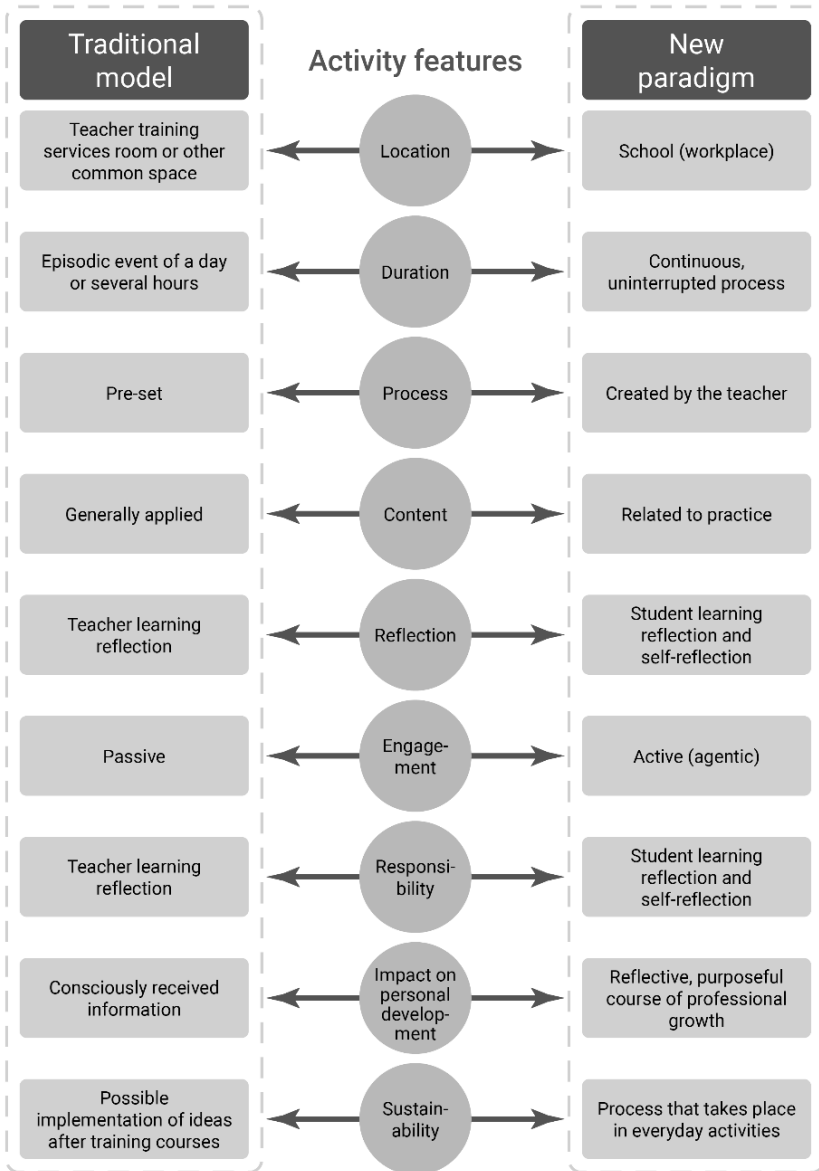 Traditional
model
Activity features
New
paradigm
Teacher training
services room or other
common space
Location
School (workplace)
Episodic event of a day
or several hours
Duration
Continuous,
uninterrupted process
Pre-set
Process
Created by the teacher
Generally applied
Content
Related to practice
Teacher learning
reflection
Reflection
Student learning
reflection and
self-reflection
Passive
Engage-
ment
Active (agentic)
Teacher learning
reflection
Responsi-
bility
Student learning
reflection and
self-reflection
Consciously received
information
Impact on
personal
develop-
ment
Reflective, purposeful
course of professional
growth
Possible
implementation of ideas
after training courses
Sustain-
ability
Process that takes place
in everyday activities